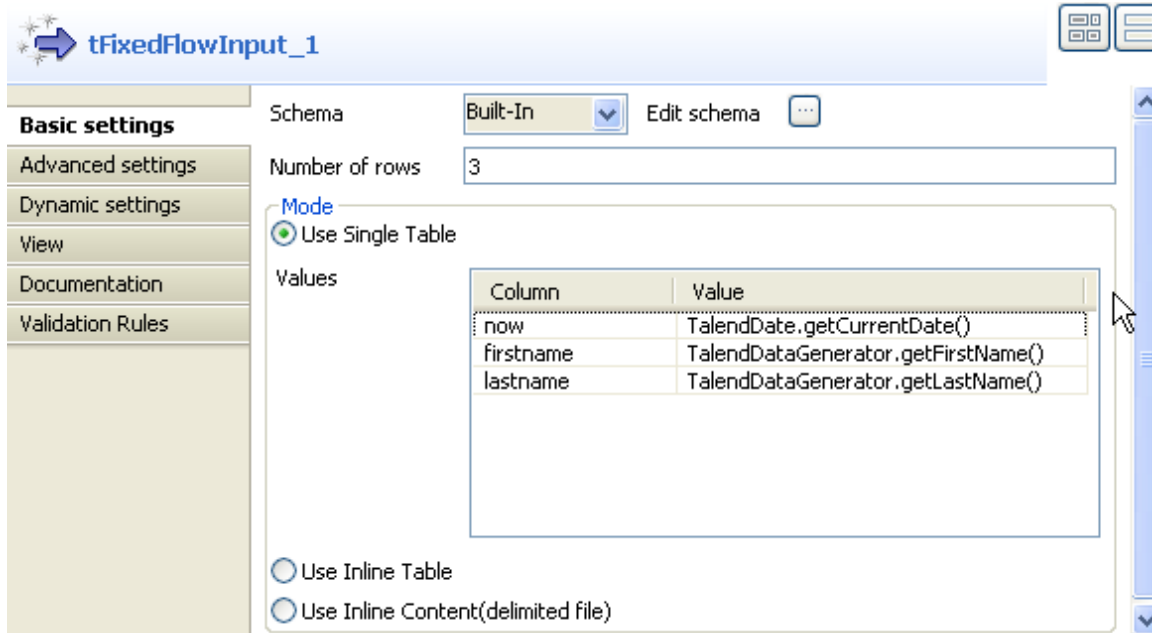 tFixedFlowInput_1
Basic settings
Advanced settings
Dynamic settings
View
Documentation
Validation Rules
Schema Built-In Edit schema ...
Number of rows 3
Mode
Use Single Table
Values
Column Value
now TalendDate.getCurrentDate()
firstname TalendDataGenerator.getFirstName()
lastname TalendDataGenerator.getLastName()
Use Inline Table
Use Inline Content(delimited file)